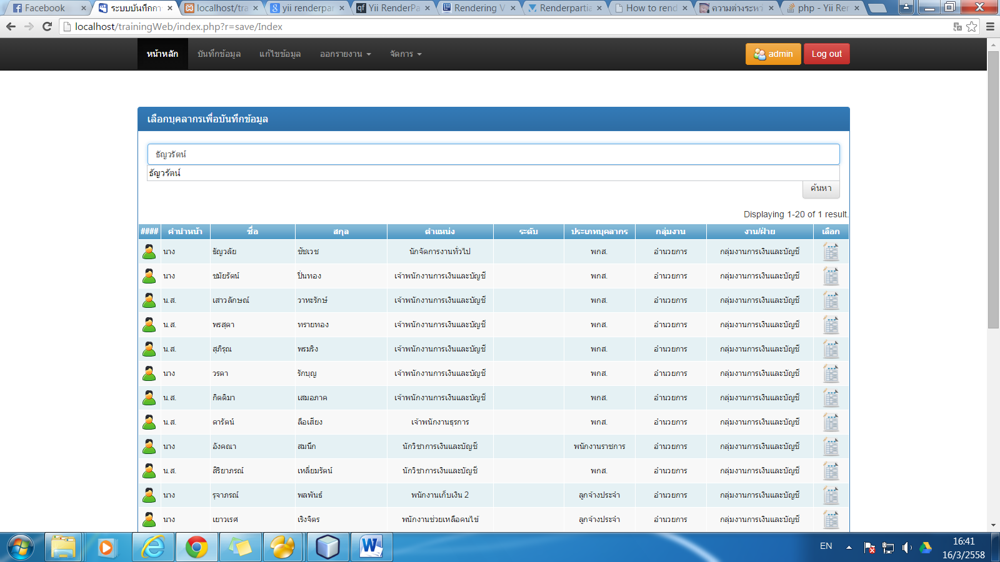 Facebook
ระบบบันทึกกา
localhost/tra
yii renderpar
Yii RenderPa
Rendering V
Renderpartia
How to rend
ความต่างระหว่
php - Yii Ren
localhost/trainingWeb/index.php?r=save/Index
หน้าหลัก บันทึกข้อมูล แก้ไขข้อมูล ออกรายงาน จัดการ admin Log out
เลือกบุคลากรเพื่อบันทึกข้อมูล
ธัญวรัตน์
ธัญวรัตน์
ค้นหา
Displaying 1-20 of 1 result.
#### คำนำหน้า ชื่อ สกุล ตำแหน่ง ระดับ ประเภทบุคลากร กลุ่มงาน งาน/ฝ่าย เลือก
นาง ธัญวลัย ชัชเวช นักจัดการงานทั่วไป พกส. อำนวยการ กลุ่มงานการเงินและบัญชี
นาง ชมัยรัตน์ ปิ่นทอง เจ้าพนักงานการเงินและบัญชี พกส. อำนวยการ กลุ่มงานการเงินและบัญชี
น.ส. เสาวลักษณ์ วาหะรักษ์ เจ้าพนักงานการเงินและบัญชี พกส. อำนวยการ กลุ่มงานการเงินและบัญชี
น.ส. พรสุดา ทรายทอง เจ้าพนักงานการเงินและบัญชี พกส. อำนวยการ กลุ่มงานการเงินและบัญชี
น.ส. สุภิรุณ พรมริง เจ้าพนักงานการเงินและบัญชี พกส. อำนวยการ กลุ่มงานการเงินและบัญชี
นาง วรดา รักบุญ เจ้าพนักงานการเงินและบัญชี พกส. อำนวยการ กลุ่มงานการเงินและบัญชี
น.ส. กิตติมา เสมอภาค เจ้าพนักงานการเงินและบัญชี พกส. อำนวยการ กลุ่มงานการเงินและบัญชี
น.ส. ดารัตน์ ลือเสียง เจ้าพนักงานธุรการ พกส. อำนวยการ กลุ่มงานการเงินและบัญชี
นาง อังคณา สมนึก นักวิชาการเงินและบัญชี พนักงานราชการ อำนวยการ กลุ่มงานการเงินและบัญชี
น.ส. สิริยาภรณ์ เหลี่ยมรัตน์ นักวิชาการเงินและบัญชี พกส. อำนวยการ กลุ่มงานการเงินและบัญชี
นาง รุจาภรณ์ พลพันธ์ พนักงานเก็บเงิน 2 ลูกจ้างประจำ อำนวยการ กลุ่มงานการเงินและบัญชี
นาง เยาวเรศ เริงจิตร พนักงานช่วยเหลือคนไข้ ลูกจ้างประจำ อำนวยการ กลุ่มงานการเงินและบัญชี
EN
16:41
16/3/2558